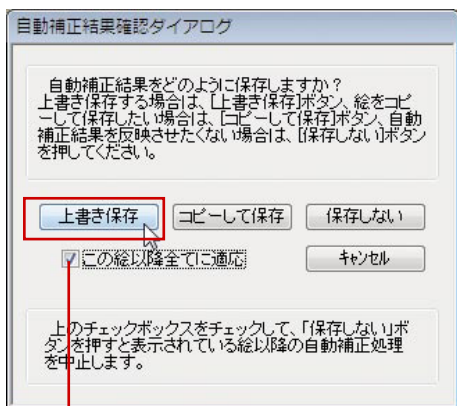 自動補正結果確認ダイアログ
自動補正結果をどのように保存しますか？
上書き保存する場合は、[上書き保存]ボタン、絵をコピ
ーして保存したい場合は、[コピーして保存]ボタン、自動
補正結果を反映させたくない場合は、[保存しない]ボタン
を押してください。
上書き保存 コピーして保存 保存しない
この絵以降全てに適応 キャンセル
上のチェックボックスをチェックして、「保存しない」ボ
タンを押すと表示されている絵以降の自動補正処理
を中止します。